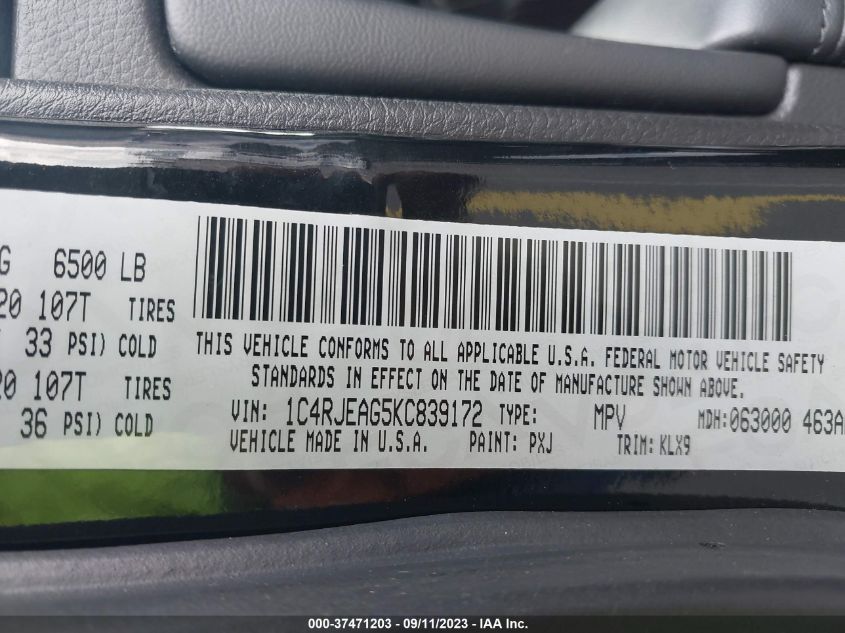 G 6500 LB
20 107T TIRES
33 PSI) COLD
20 107T TIRES
36 PSI) COLD
THIS VEHICLE CONFORMS TO ALL APPLICABLE U.S.A. FEDERAL MOTOR VEHICLE SAFETY
STANDARDS IN EFFECT ON THE DATE OF MANUFACTURE SHOWN ABOVE.
VIN: 1C4RJEAG5KC839172 TYPE: MPV MDH:063000 463A
VEHICLE MADE IN U.S.A. PAINT: PXJ TRIM: KLX9
000-37471203 - 09/11/2023 - IAA Inc.